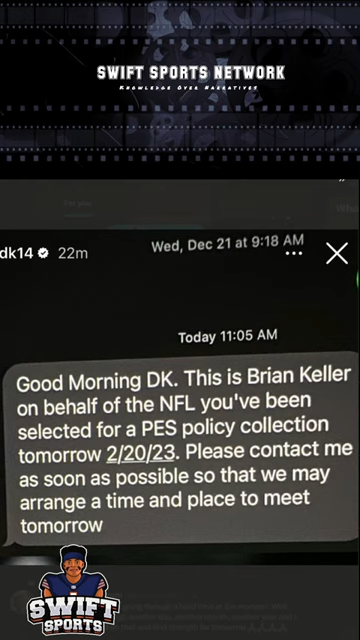 SWIFT SPORTS NETWORK
KNOWLEDGE OVER NARRATIVES
dk14 22m
Wed, Dec 21 at 9:18 AM
Today 11:05 AM
Good Morning DK. This is Brian Keller
on behalf of the NFL you've been
selected for a PES policy collection
tomorrow 2/20/23. Please contact me
as soon as possible so that we may
arrange a time and place to meet
tomorrow
SWIFT
SPORTS